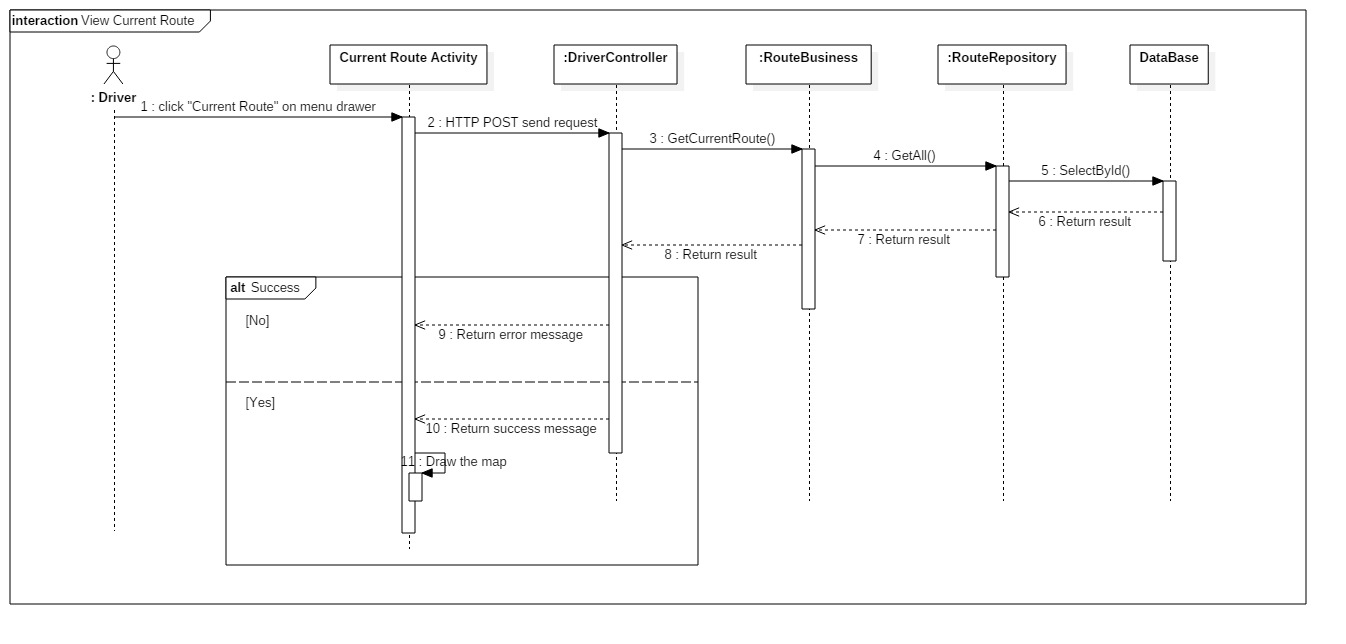 interaction View Current Route
Current Route Activity
:DriverController
:RouteBusiness
:RouteRepository
DataBase
: Driver
1 : click "Current Route" on menu drawer
2 : HTTP POST send request
3 : GetCurrentRoute()
4 : GetAll()
5 : SelectById()
6 : Return result
7 : Return result
8 : Return result
alt Success
[No]
9 : Return error message
[Yes]
10 : Return success message
11 : Draw the map